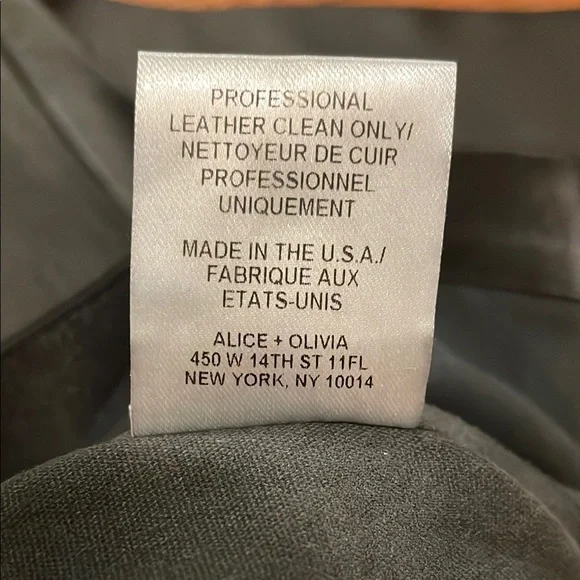 PROFESSIONAL
LEATHER CLEAN ONLY/
NETTOYEUR DE CUIR
PROFESSIONNEL
UNIQUEMENT
MADE IN THE U.S.A./
FABRIQUE AUX
ETATS-UNIS
ALICE + OLIVIA
450 W 14TH ST 11FL
NEW YORK, NY 10014